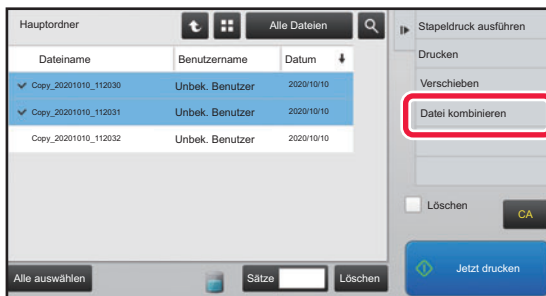 Hauptordner
Alle Dateien
Dateiname Benutzername Datum
Copy_20201010_112030 Unbek. Benutzer 2020/10/10
Copy_20201010_112031 Unbek. Benutzer 2020/10/10
Copy_20201010_112032 Unbek. Benutzer 2020/10/10
Alle auswählen
Sätze
Löschen
Stapeldruck ausführen
Drucken
Verschieben
Datei kombinieren
Löschen
CA
Jetzt drucken